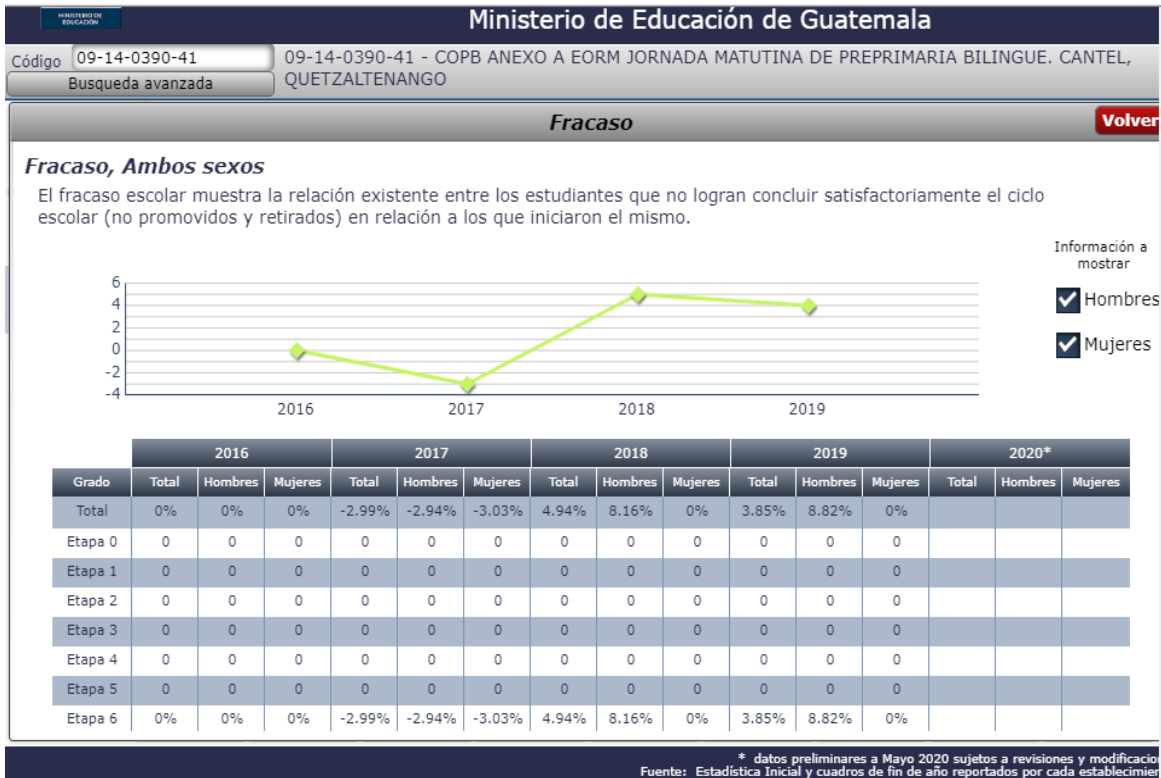 MINISTERIO DE
EDUCACIÓN
Ministerio de Educación de Guatemala
Código 09-14-0390-41
Busqueda avanzada
09-14-0390-41 - COPB ANEXO A EORM JORNADA MATUTINA DE PREPRIMARIA BILINGUE. CANTEL,
QUETZALTENANGO
Fracaso
Volver
Fracaso, Ambos sexos
El fracaso escolar muestra la relación existente entre los estudiantes que no logran concluir satisfactoriamente el ciclo
escolar (no promovidos y retirados) en relación a los que iniciaron el mismo.
Información a
mostrar
Hombres
Mujeres
6
4
2
0
-2
-4
2016 2017 2018 2019
2016 2017 2018 2019 2020*
Grado Total Hombres Mujeres Total Hombres Mujeres Total Hombres Mujeres Total Hombres Mujeres Total Hombres Mujeres
Total 0% 0% 0% -2.99% -2.94% -3.03% 4.94% 8.16% 0% 3.85% 8.82% 0%
Etapa 0 0 0 0 0 0 0 0 0 0 0 0 0
Etapa 1 0 0 0 0 0 0 0 0 0 0 0 0
Etapa 2 0 0 0 0 0 0 0 0 0 0 0 0
Etapa 3 0 0 0 0 0 0 0 0 0 0 0 0
Etapa 4 0 0 0 0 0 0 0 0 0 0 0 0
Etapa 5 0 0 0 0 0 0 0 0 0 0 0 0
Etapa 6 0% 0% 0% -2.99% -2.94% -3.03% 4.94% 8.16% 0% 3.85% 8.82% 0%
* datos preliminares a Mayo 2020 sujetos a revisiones y modificacio
Fuente: Estadística Inicial y cuadros de fin de año reportados por cada establecimie